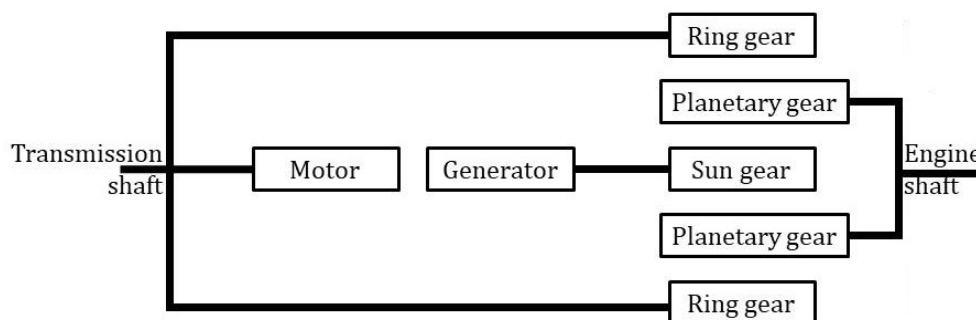 Ring gear
Planetary gear
Transmission
shaft
Motor
Generator
Sun gear
Engine
shaft
Planetary gear
Ring gear